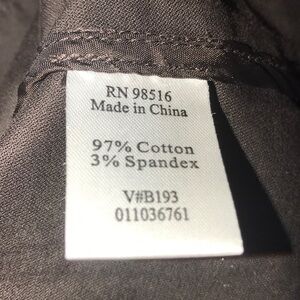 RN 98516
Made in China
97% Cotton
3% Spandex
V#B193
011036761